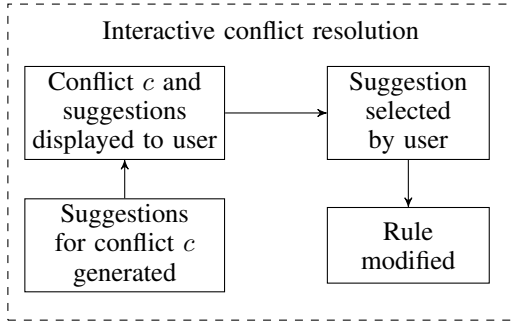 Interactive conflict resolution
Conflict c and
suggestions
displayed to user
Suggestion
selected
by user
Suggestions
for conflict c
generated
Rule
modified